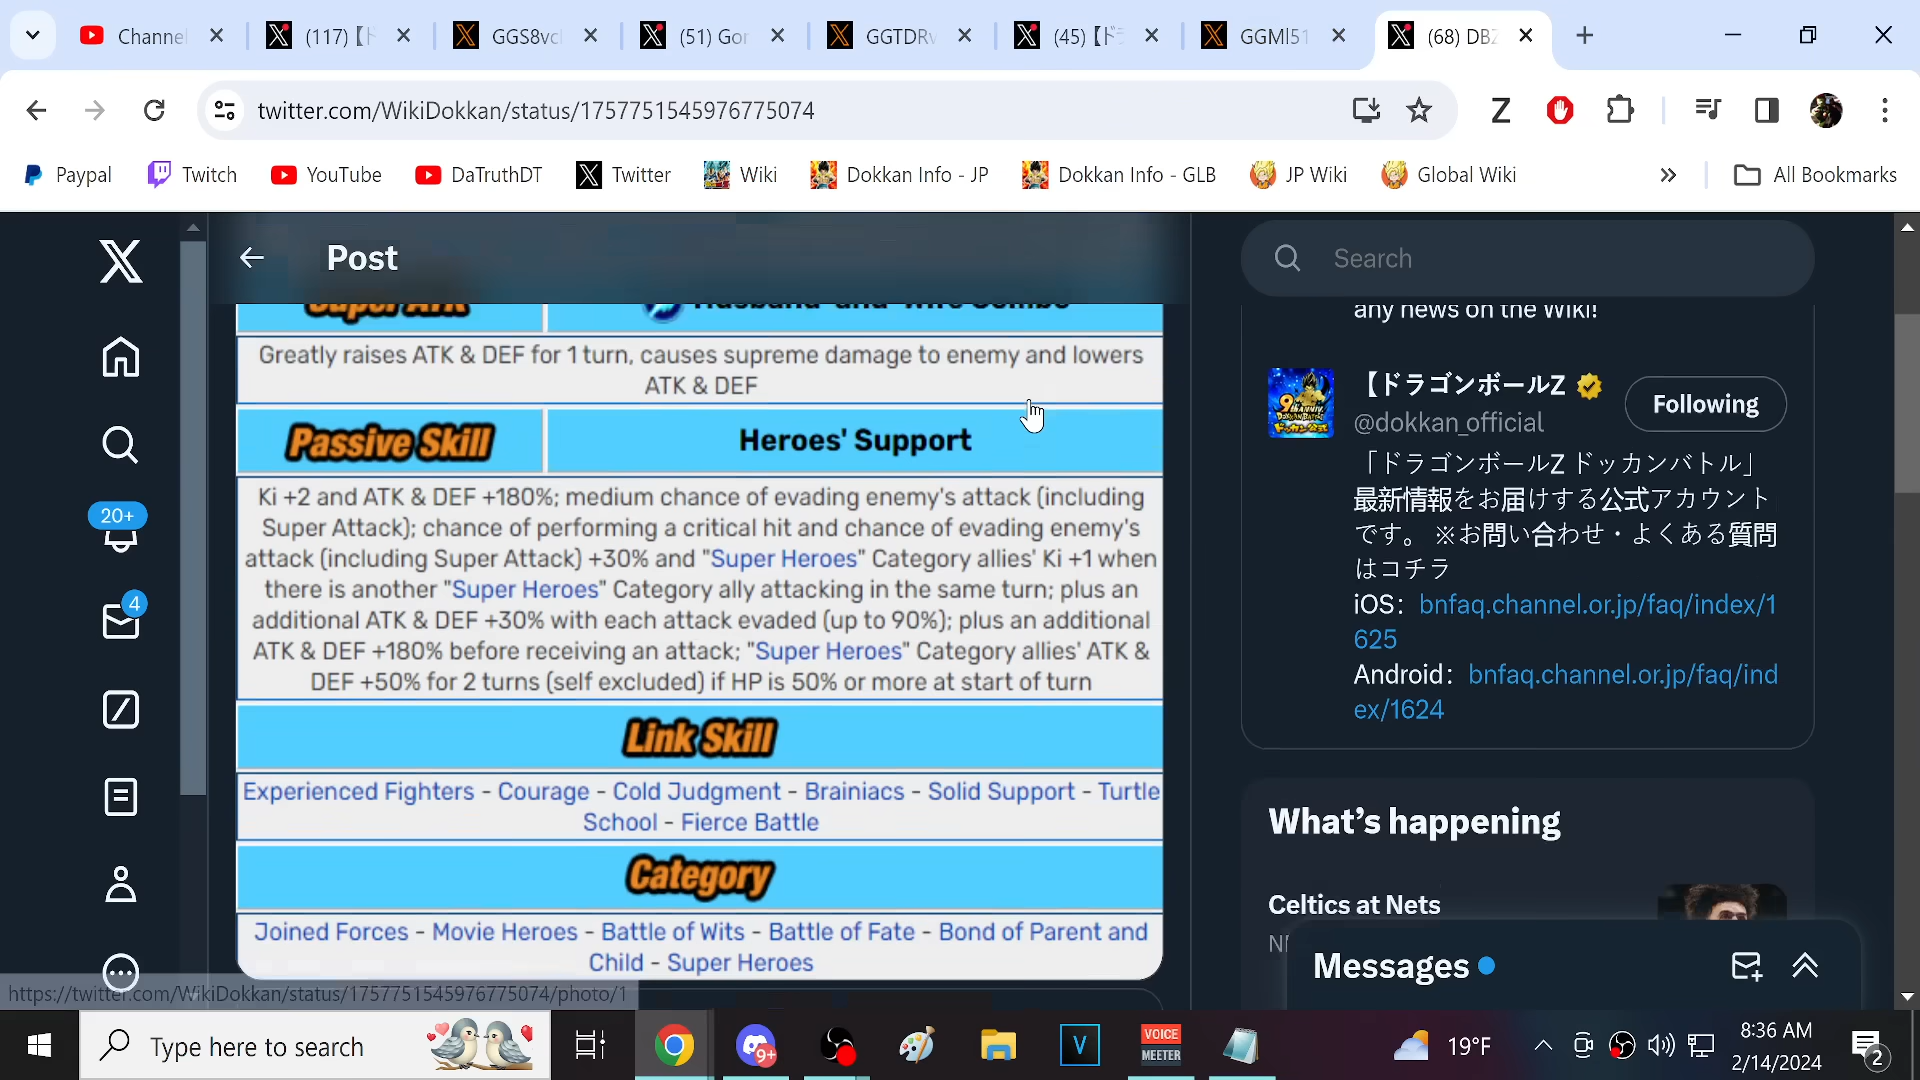 Channe
(117)【ド
GGS8vc
(51) Gor
GGTDRv
(45)【ド
GGMI51
(68) DBZ
twitter.com/WikiDokkan/status/1757751545976775074
Paypal
Twitch
YouTube
DaTruthDT
Twitter
Wiki
Dokkan Info - JP
Dokkan Info - GLB
JP Wiki
Global Wiki
All Bookmarks
Post
Search
Super ATK
Husband-and-Wife Combo
Greatly raises ATK & DEF for 1 turn, causes supreme damage to enemy and lowers
ATK & DEF
Passive Skill
Heroes' Support
Ki +2 and ATK & DEF +180%; medium chance of evading enemy's attack (including
Super Attack); chance of performing a critical hit and chance of evading enemy's
attack (including Super Attack) +30% and "Super Heroes" Category allies' Ki +1 when
there is another "Super Heroes" Category ally attacking in the same turn; plus an
additional ATK & DEF +30% with each attack evaded (up to 90%); plus an additional
ATK & DEF +180% before receiving an attack; "Super Heroes" Category allies' ATK &
DEF +50% for 2 turns (self excluded) if HP is 50% or more at start of turn
Link Skill
Experienced Fighters - Courage - Cold Judgment - Brainiacs - Solid Support - Turtle
School - Fierce Battle
Category
Joined Forces - Movie Heroes - Battle of Wits - Battle of Fate - Bond of Parent and
Child - Super Heroes
20+
4
any news on the Wiki!
【ドラゴンボールZ
@dokkan_official
Following
「ドラゴンボールZ ドッカンバトル」
最新情報をお届けする公式アカウント
です。 ※お問い合わせ・よくある質問
はコチラ
iOS: bnfaq.channel.or.jp/faq/index/1
625
Android: bnfaq.channel.or.jp/faq/ind
ex/1624
What's happening
Celtics at Nets
Messages
https://twitter.com/WikiDokkan/status/1757751545976775074/photo/1
Type here to search
9+
V
VOICE
MEETER
19°F
8:36 AM
2/14/2024
2